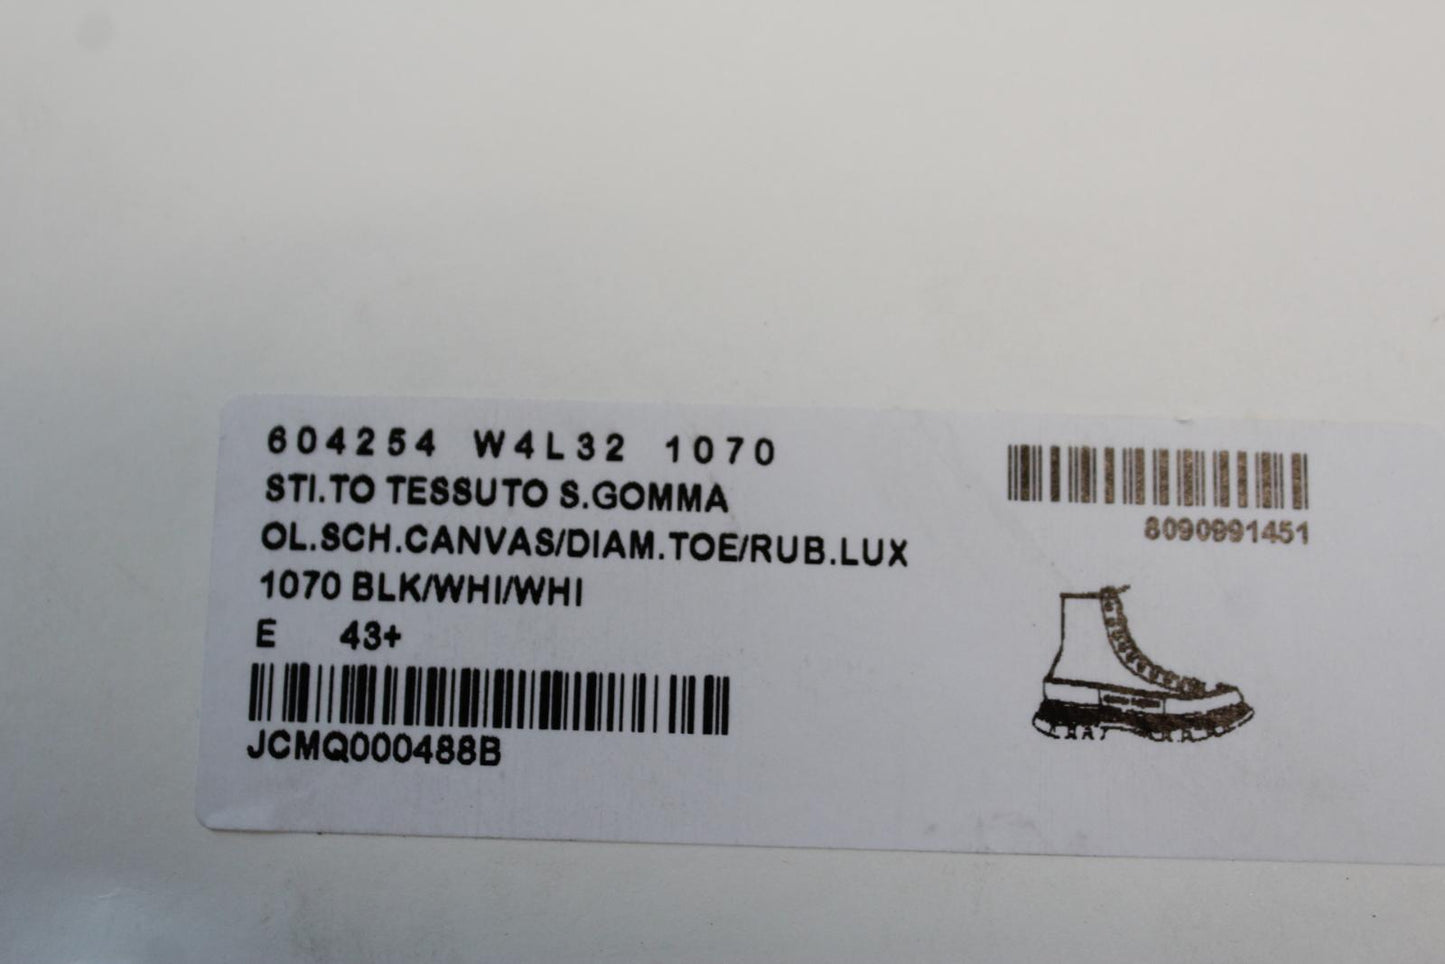 604254 W4L32 1070
STI.TO TESSUTO S.GOMMA
OL.SCH.CANVAS/DIAM.TOE/RUB.LUX
1070 BLK/WHI/WHI
E 43+
JCMQ000488B
8090991451